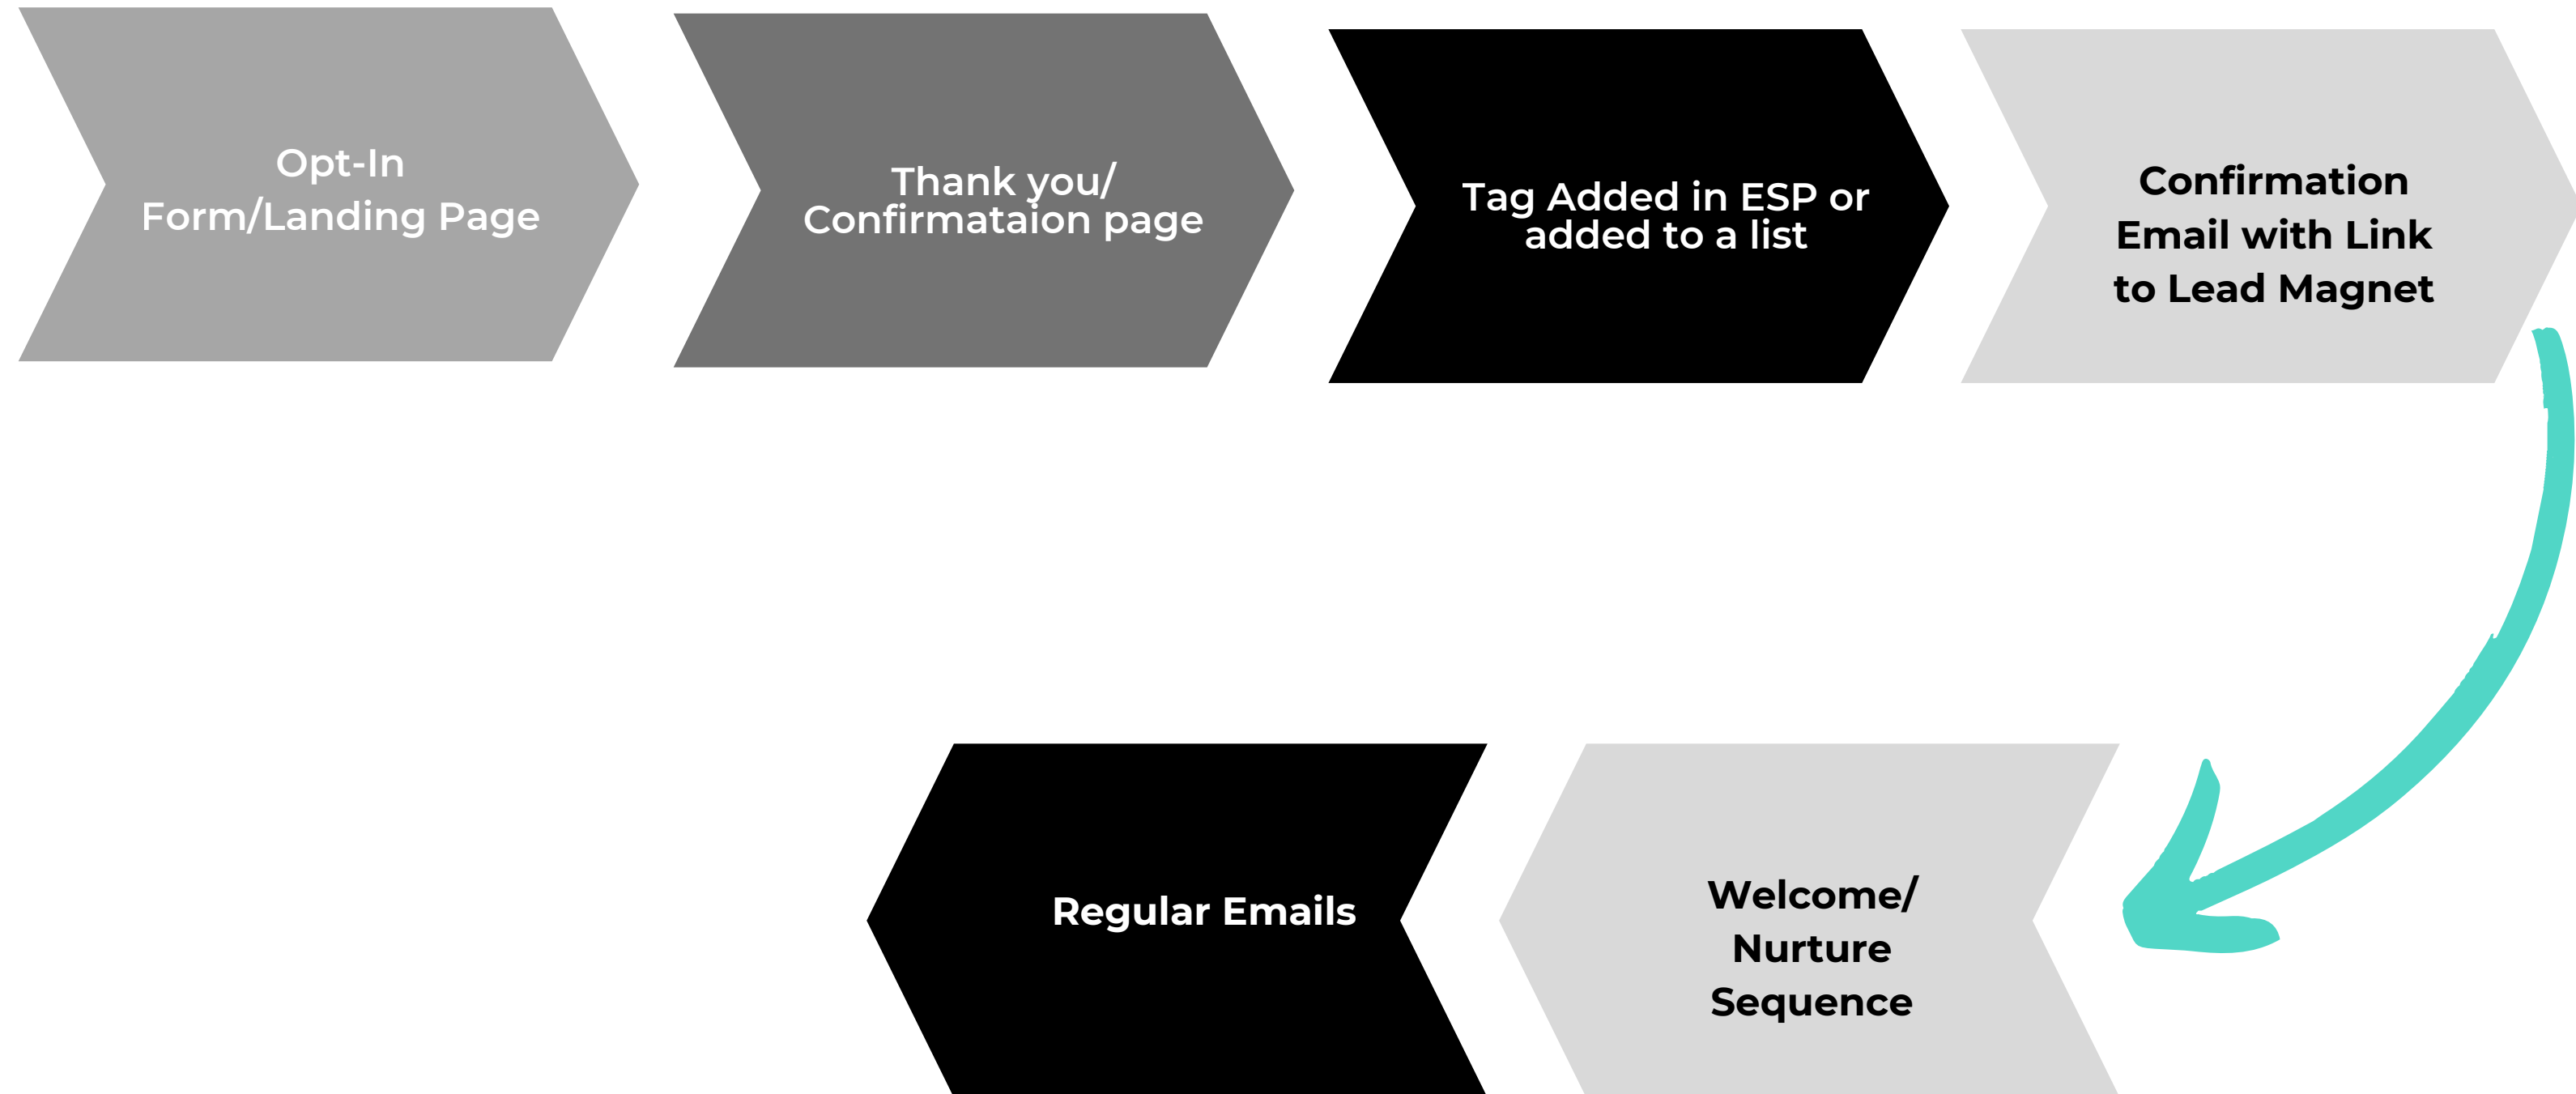 Opt-In
Form/Landing Page
Thank you/
Confirmataion page
Tag Added in ESP or
added to a list
Confirmation
Email with Link
to Lead Magnet
Welcome/
Nurture
Sequence
Regular Emails